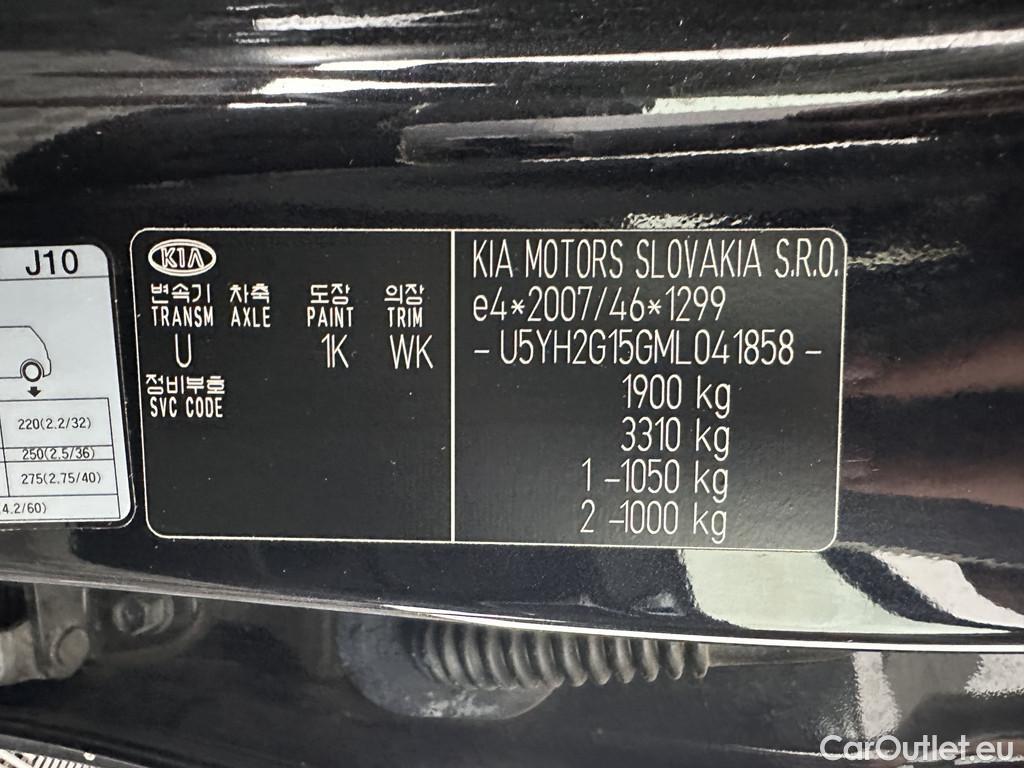 J10
220(2.2/32)
250(2.5/36)
275(2.75/40)
4.2/60)
KIA
변속기 차축 도장 의장
TRANSM AXLE PAINT TRIM
U 1K WK
정비부호
SVC CODE
KIA MOTORS SLOVAKIA S.R.O.
e4*2007/46*1299
- U5YH2G15GML041858 -
1900 kg
3310 kg
1 -1050 kg
2 -1000 kg
CarOutlet.eu